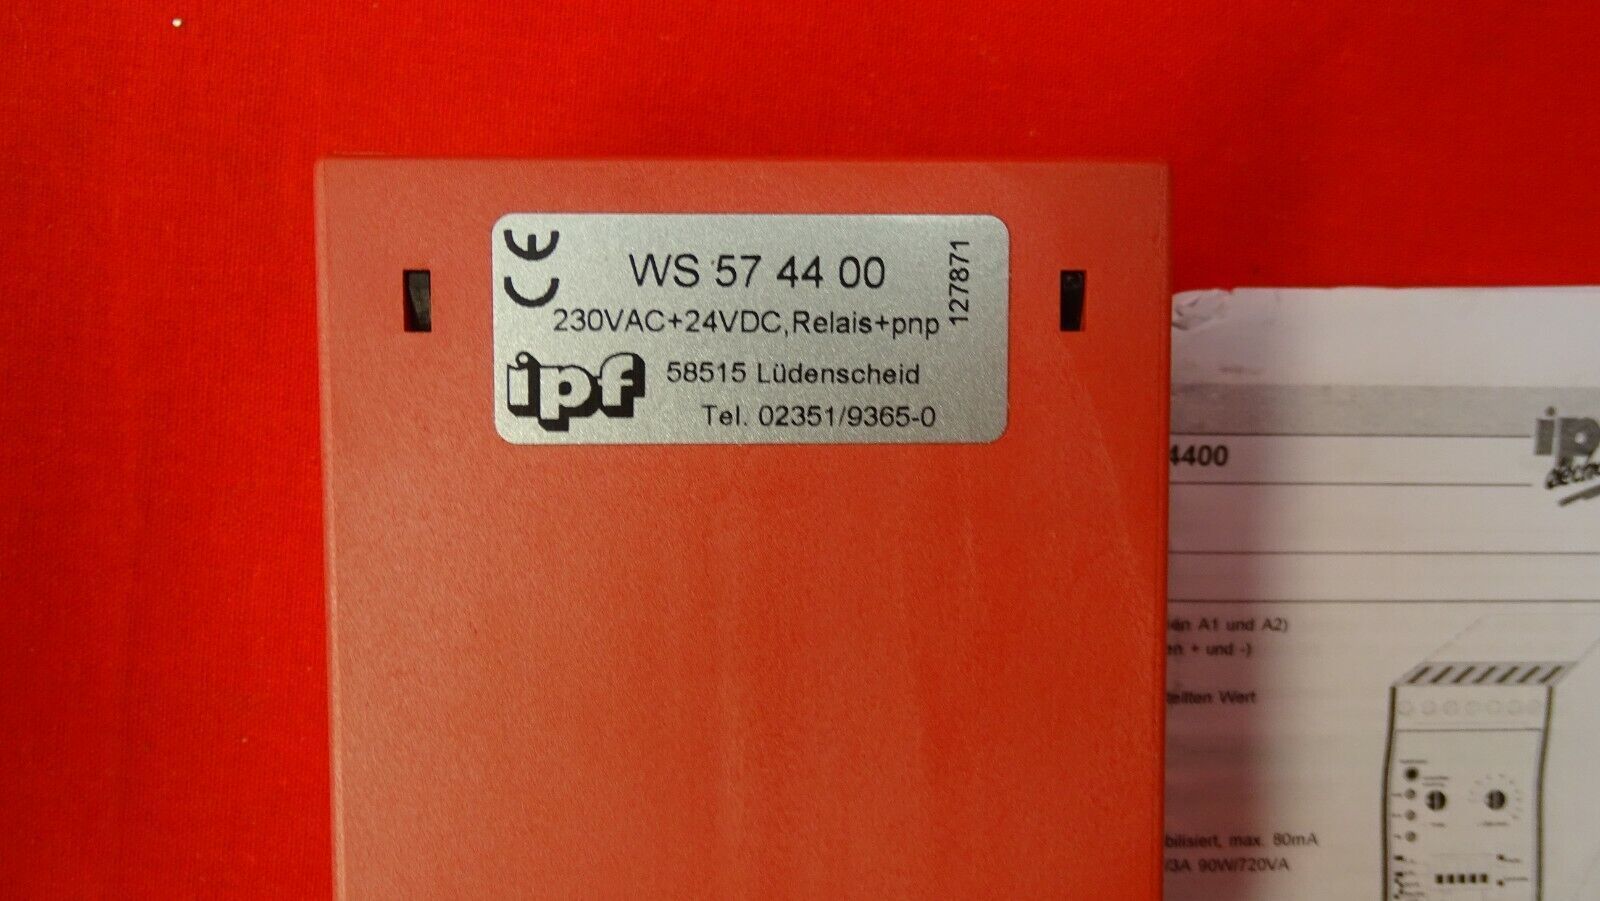 CE
WS 57 44 00
127871
230VAC+24VDC,Relais+pnp
ipf
58515 Lüdenscheid
Tel. 02351/9365-0
4400
A1 und A2)
+ und -)
Wert
max. 80mA
/3A 90W/720VA